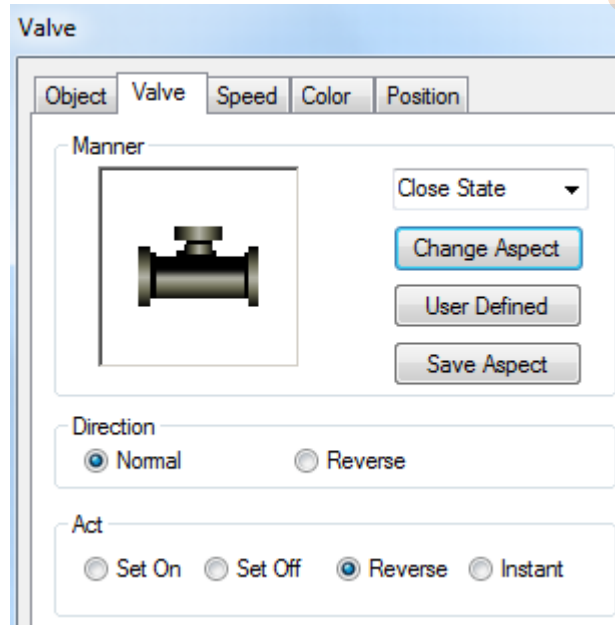 Valve
Object Valve Speed Color Position
Manner
Close State
Change Aspect
User Defined
Save Aspect
Direction
Normal Reverse
Act
Set On Set Off Reverse Instant